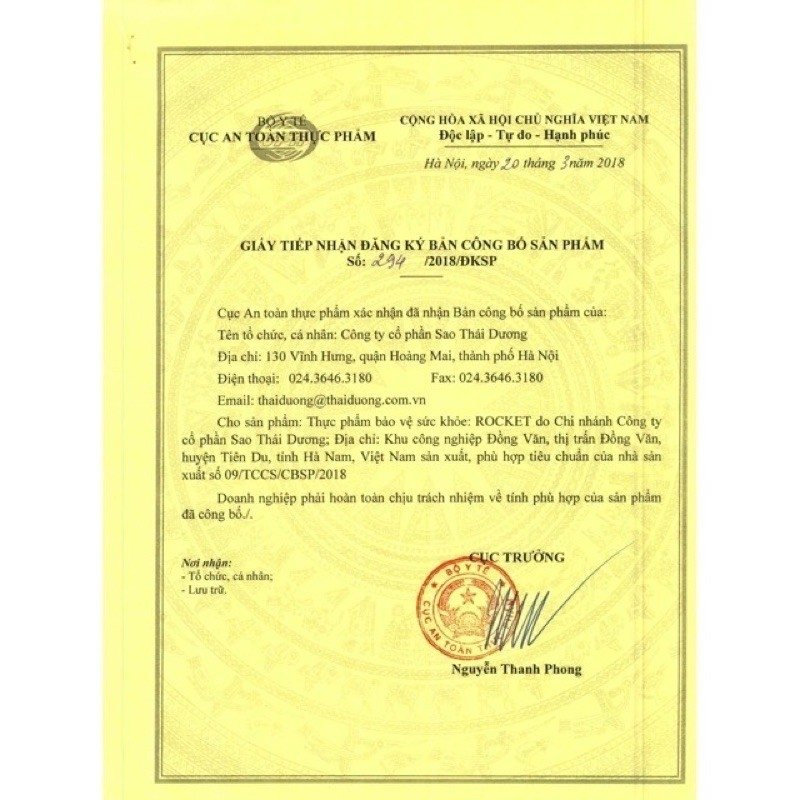 BỘ Y TẾ
CỤC AN TOÀN THỰC PHẨM
CỘNG HÒA XÃ HỘI CHỦ NGHĨA VIỆT NAM
Độc lập - Tự do - Hạnh phúc
Hà Nội, ngày 20 tháng 3 năm 2018
GIẤY TIẾP NHẬN ĐĂNG KÝ BẢN CÔNG BỐ SẢN PHẨM
Số: 294 /2018/ĐKSP
Cục An toàn thực phẩm xác nhận đã nhận Bản công bố sản phẩm của:
Tên tổ chức, cá nhân: Công ty cổ phần Sao Thái Dương
Địa chỉ: 130 Vĩnh Hưng, quận Hoàng Mai, thành phố Hà Nội
Điện thoại: 024.3646.3180 Fax: 024.3646.3180
Email: thaiduong@thaiduong.com.vn
Cho sản phẩm: Thực phẩm bảo vệ sức khỏe: ROCKET do Chi nhánh Công ty
cổ phần Sao Thái Dương; Địa chỉ: Khu công nghiệp Đồng Văn, thị trấn Đồng Văn,
huyện Tiên Du, tỉnh Hà Nam, Việt Nam sản xuất, phù hợp tiêu chuẩn của nhà sản
xuất số 09/TCCS/CBSP/2018
Doanh nghiệp phải hoàn toàn chịu trách nhiệm về tính phù hợp của sản phẩm
đã công bố./.
Nơi nhận:
- Tổ chức, cá nhân;
- Lưu trữ.
CỤC TRƯỞNG
BỘ Y TẾ
CỤC AN TOÀN
Nguyễn Thanh Phong